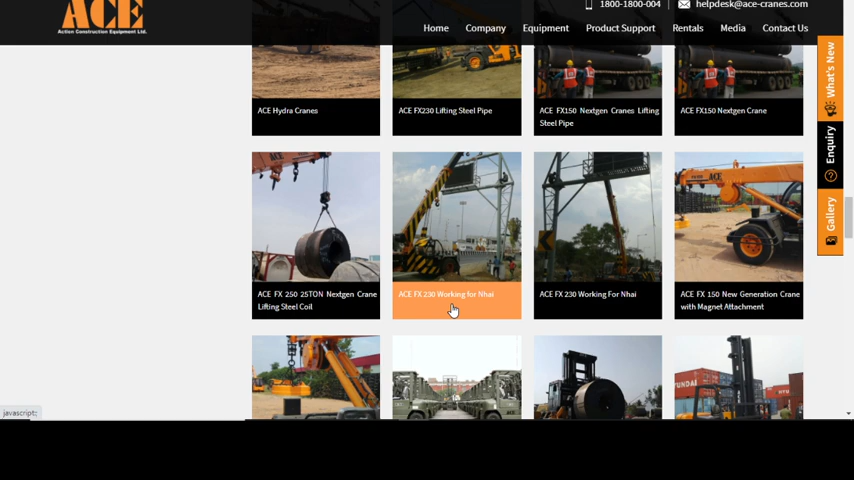 ACE
Action Construction Equipment Ltd.
1800-1800-004
helpdesk@ace-cranes.com
Home
Company
Equipment
Product Support
Rentals
Media
Contact Us
ACE Hydra Cranes
ACE FX230 Lifting Steel Pipe
ACE FX150 Nextgen Cranes Lifting
Steel Pipe
ACE FX150 Nextgen Crane
ACE FX 250 25TON Nextgen Crane
Lifting Steel Coil
ACE FX 230 Working for Nhai
ACE FX 230 Working For Nhai
ACE FX 150 New Generation Crane
with Magnet Attachment
What's New
Enquiry
Gallery
ACE
HYUNDAI
javascript:;